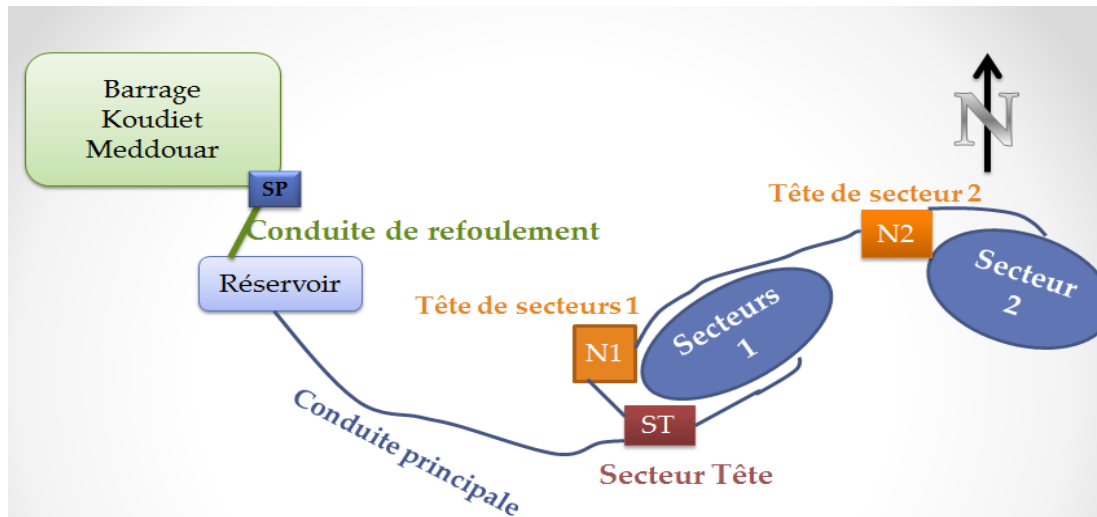 Barrage
Koudiet
Meddouar
SP
Conduite de refoulement
Réservoir
N
Tête de secteur 2
N2
Secteur
2
Tête de secteurs 1
N1
Secteurs
1
ST
Secteur Tête
Conduite principale